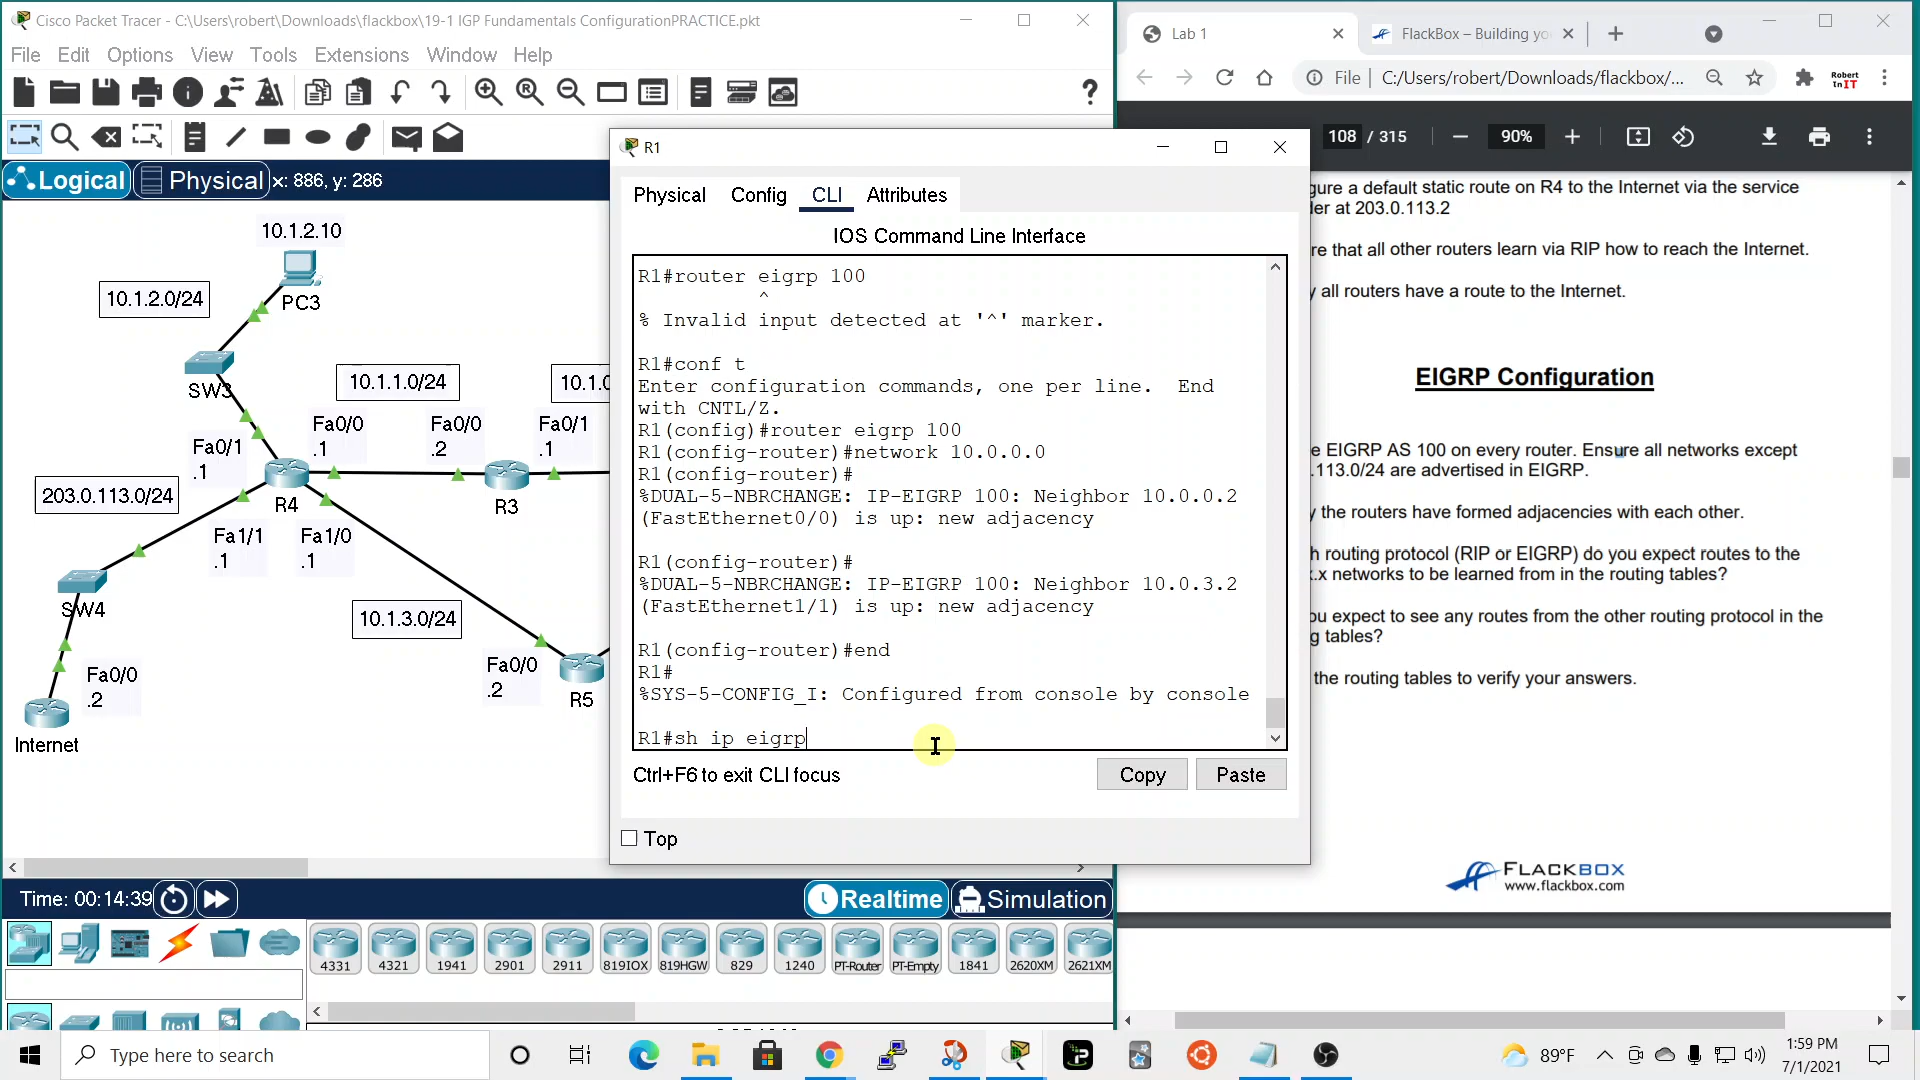 Cisco Packet Tracer - C:\Users\robert\Downloads\flackbox\19-1 IGP Fundamentals ConfigurationPRACTICE.pkt
File Edit Options View Tools Extensions Window Help
Logical
Physical
x: 886, y: 286
10.1.2.10
10.1.2.0/24
PC3
SW3
10.1.1.0/24
10.1.0
Fa0/0
.1
Fa0/0
.2
Fa0/1
.1
Fa0/1
.1
203.0.113.0/24
R4
R3
Fa1/1
.1
Fa1/0
.1
SW4
10.1.3.0/24
Fa0/0
.2
Fa0/0
.2
R5
Internet
R1
Physical Config CLI Attributes
IOS Command Line Interface
R1#router eigrp 100
^
% Invalid input detected at '^' marker.
R1#conf t
Enter configuration commands, one per line. End
with CNTL/Z.
R1(config)#router eigrp 100
R1(config-router)#network 10.0.0.0
R1(config-router)#
%DUAL-5-NBRCHANGE: IP-EIGRP 100: Neighbor 10.0.0.2
(FastEthernet0/0) is up: new adjacency
R1(config-router)#
%DUAL-5-NBRCHANGE: IP-EIGRP 100: Neighbor 10.0.3.2
(FastEthernet1/1) is up: new adjacency
R1(config-router)#end
R1#
%SYS-5-CONFIG_I: Configured from console by console
R1#sh ip eigrp
Ctrl+F6 to exit CLI focus
Copy
Paste
Top
Time: 00:14:39
Realtime
Simulation
4331 4321 1941 2901 2911 819IOX 819HGW 829 1240 PT-Router PT-Empty 1841 2620XM 2621XM
Lab 1
FlackBox – Building yo
File
C:/Users/robert/Downloads/flackbox/...
Robert
InIT
108 / 315
90%
gure a default static route on R4 to the Internet via the service
der at 203.0.113.2
re that all other routers learn via RIP how to reach the Internet.
y all routers have a route to the Internet.
EIGRP Configuration
e EIGRP AS 100 on every router. Ensure all networks except
.113.0/24 are advertised in EIGRP.
y the routers have formed adjacencies with each other.
h routing protocol (RIP or EIGRP) do you expect routes to the
.x networks to be learned from in the routing tables?
ou expect to see any routes from the other routing protocol in the
g tables?
the routing tables to verify your answers.
FLACKBOX
www.flackbox.com
Type here to search
89°F
1:59 PM
7/1/2021